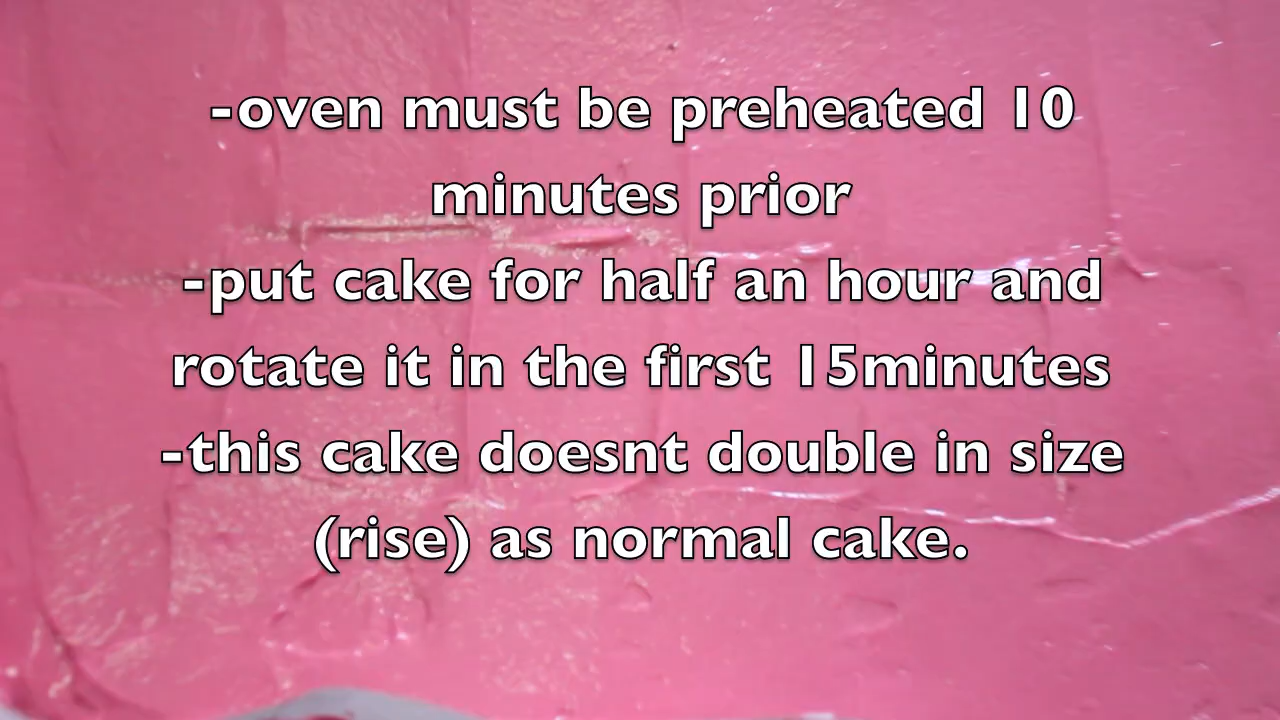 -oven must be preheated 10
minutes prior
-put cake for half an hour and
rotate it in the first 15minutes
-this cake doesnt double in size
(rise) as normal cake.